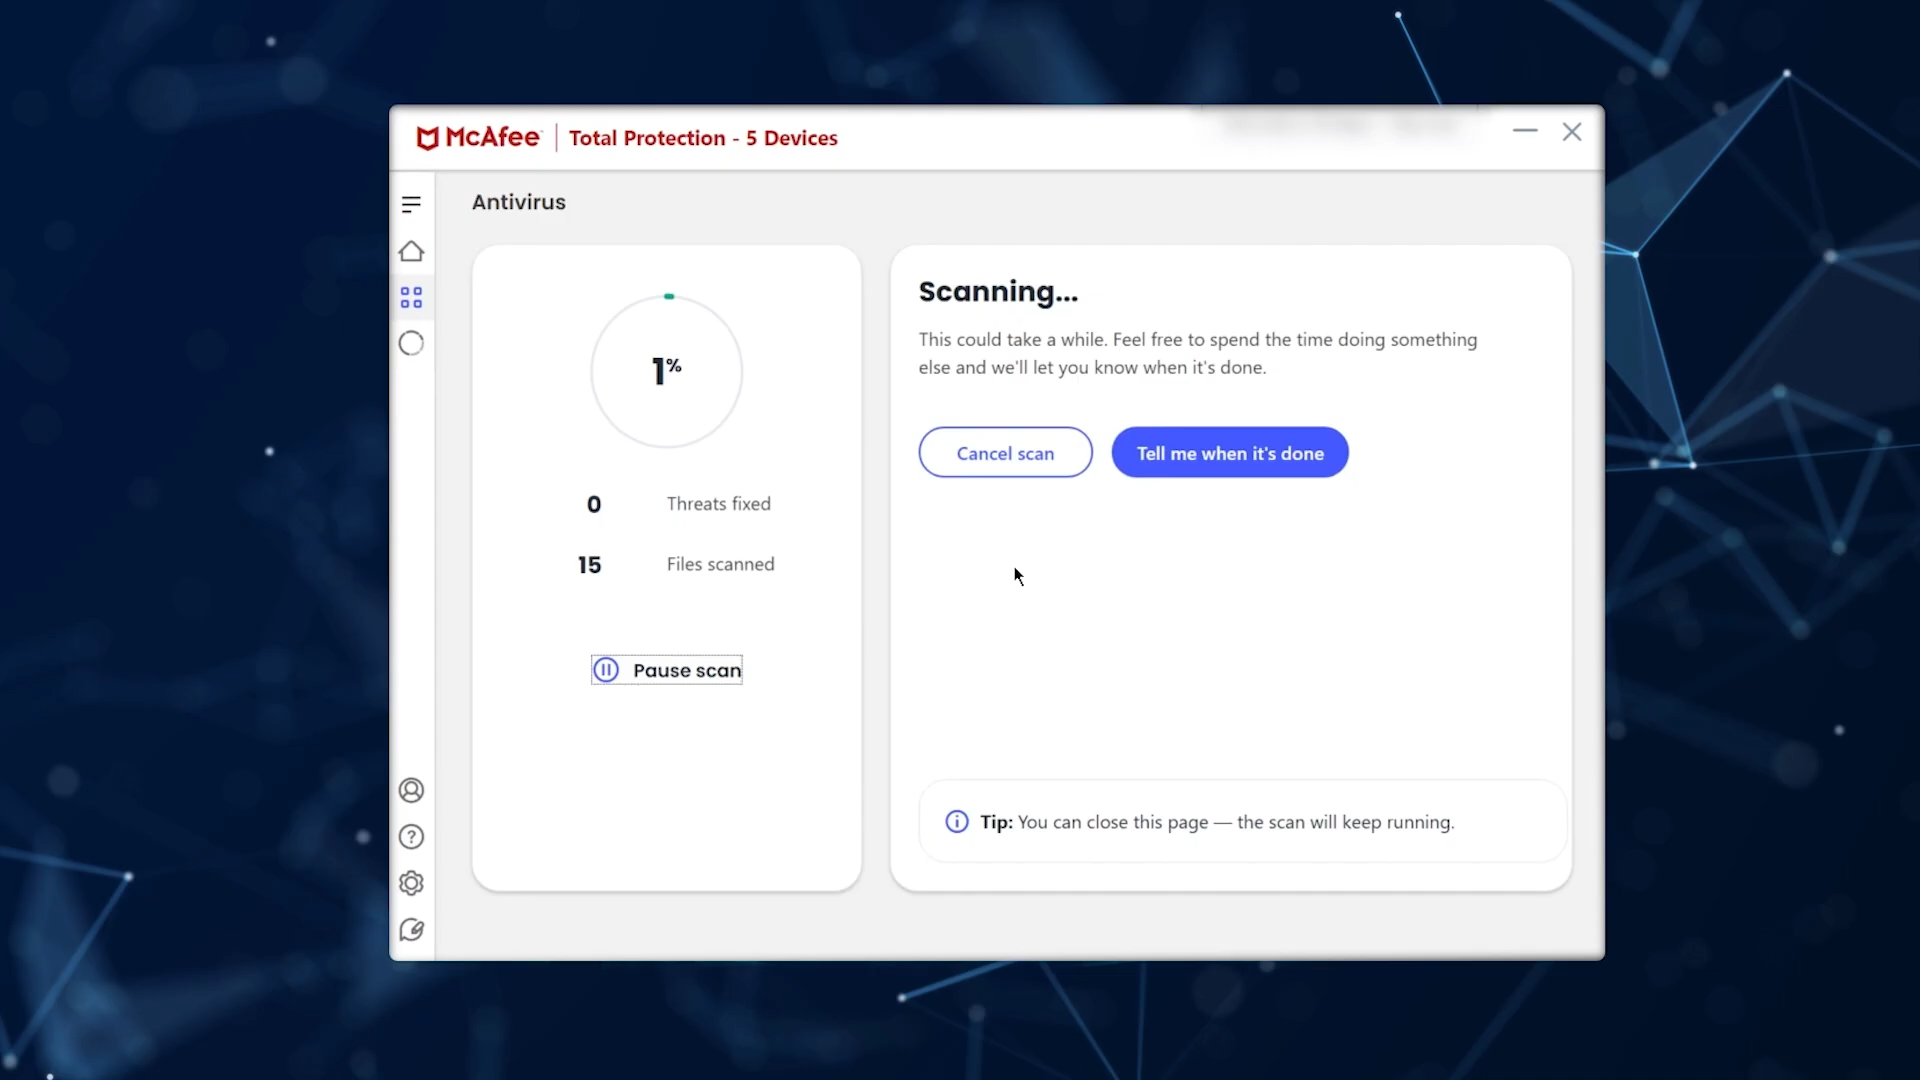 McAfee Total Protection - 5 Devices
Antivirus
1%
0 Threats fixed
15 Files scanned
Pause scan
Scanning...
This could take a while. Feel free to spend the time doing something
else and we'll let you know when it's done.
Cancel scan
Tell me when it's done
Tip: You can close this page — the scan will keep running.